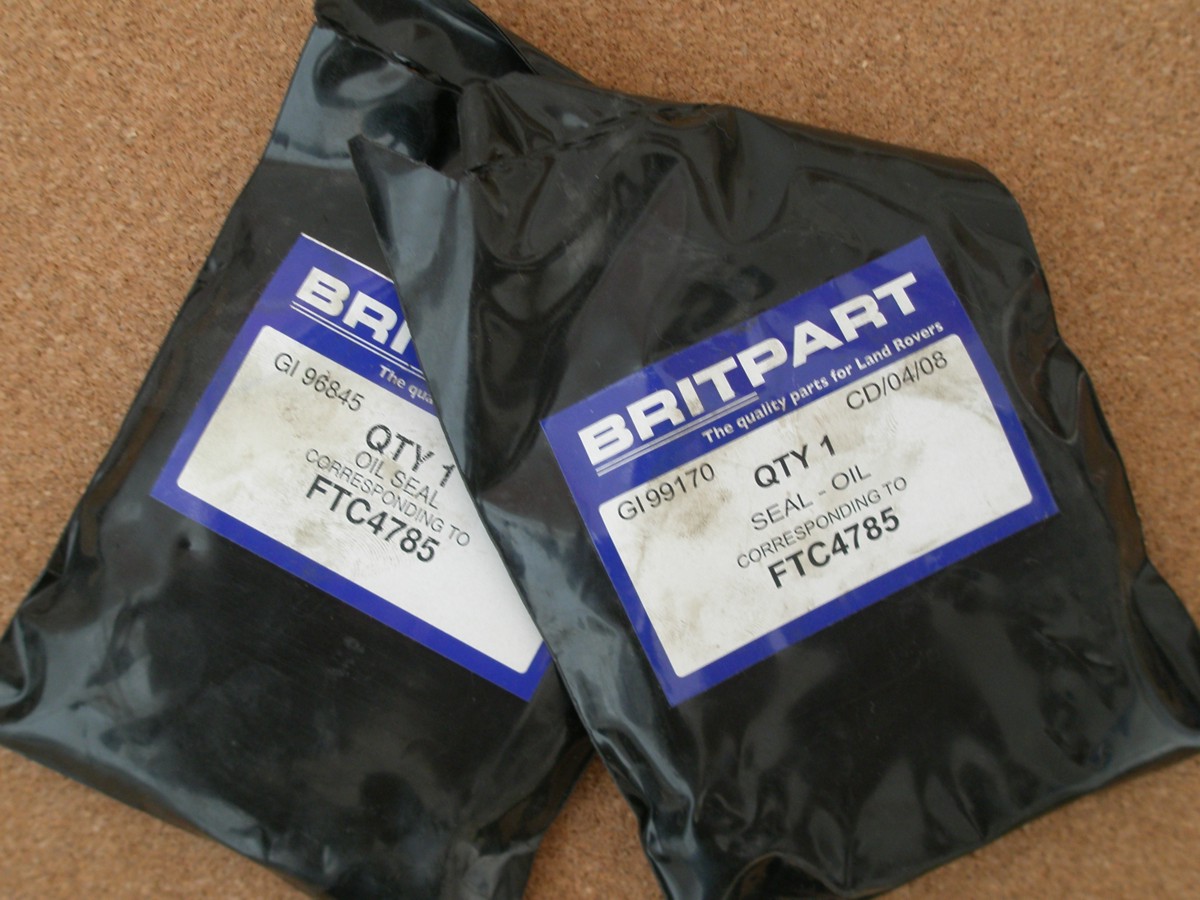 BRI
The qua
GI 96845
QTY 1
OIL SEAL
CORRESPONDING TO
FTC4785
BRITPART
The quality parts for Land Rovers
CD/04/08
GI99170
QTY 1
SEAL - OIL
CORRESPONDING TO
FTC4785